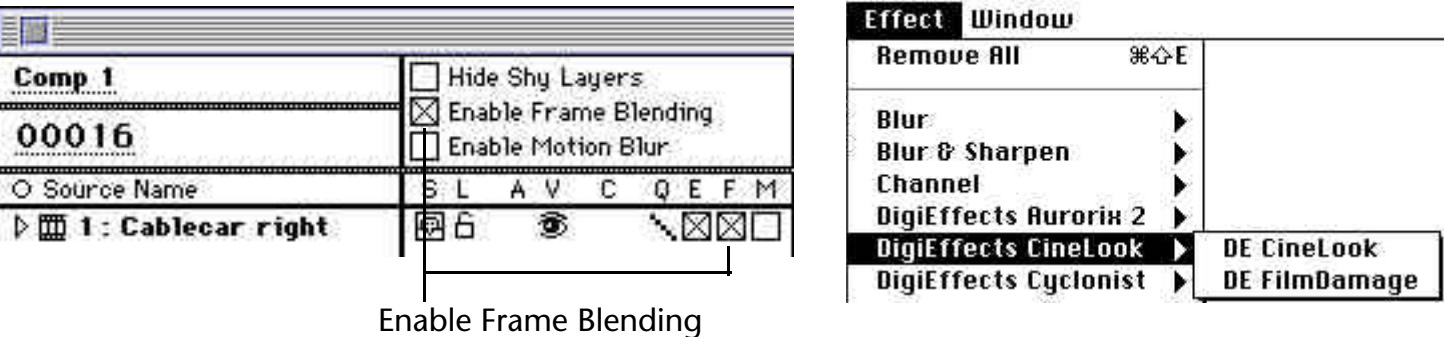 Comp 1
Hide Shy Layers
Enable Frame Blending
00016
Enable Motion Blur
Source Name
S L A V C Q E F M
1 : Cablecar right
Enable Frame Blending
Effect Window
Remove All ⌘⇧E
Blur
Blur & Sharpen
Channel
DigiEffects Aurorix 2
DigiEffects CineLook
DigiEffects Cyclonist
DE CineLook
DE FilmDamage